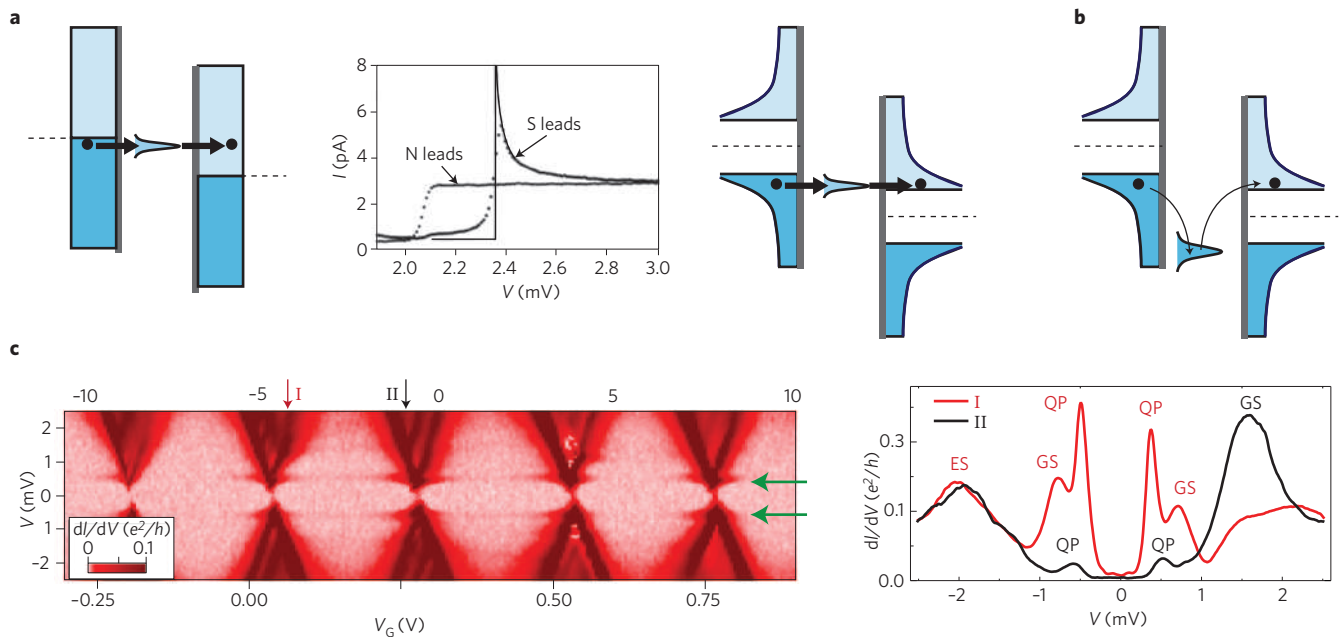 a
b
8
6
4
2
0
I (pA)
N leads
S leads
2.0 2.2 2.4 2.6 2.8 3.0
V (mV)
c
−10 −5 I II 0 5 10
2
1
0
1
−2
V (mV)
dI/dV (e²/h)
0 0.1
−0.25 0.00 0.25 0.50 0.75
V_G (V)
I
II
QP QP GS
ES GS GS
QP QP
0.3
0.1
0.0
dI/dV (e²/h)
−2 −1 0 1 2
V (mV)